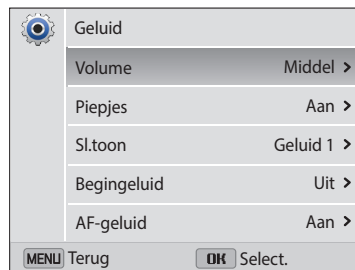 Geluid
Volume Middel >
Piepjes Aan >
Sl.toon Geluid 1 >
Begingeluid Uit >
AF-geluid Aan >
MENU Terug OK Select.